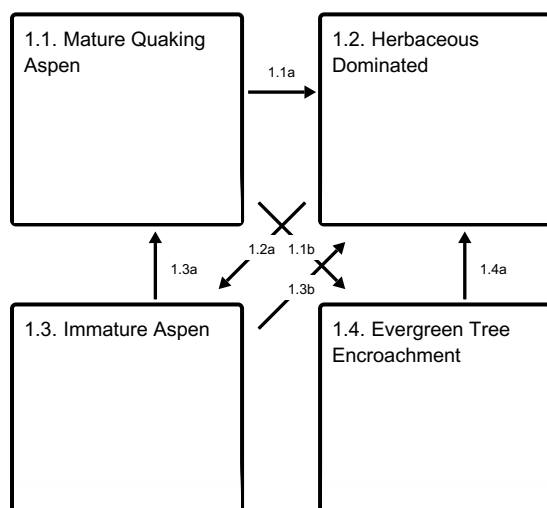 1.1. Mature Quaking
Aspen
1.1a
1.2. Herbaceous
Dominated
1.2a
1.1b
1.3a
1.3b
1.4a
1.3. Immature Aspen
1.4. Evergreen Tree
Encroachment